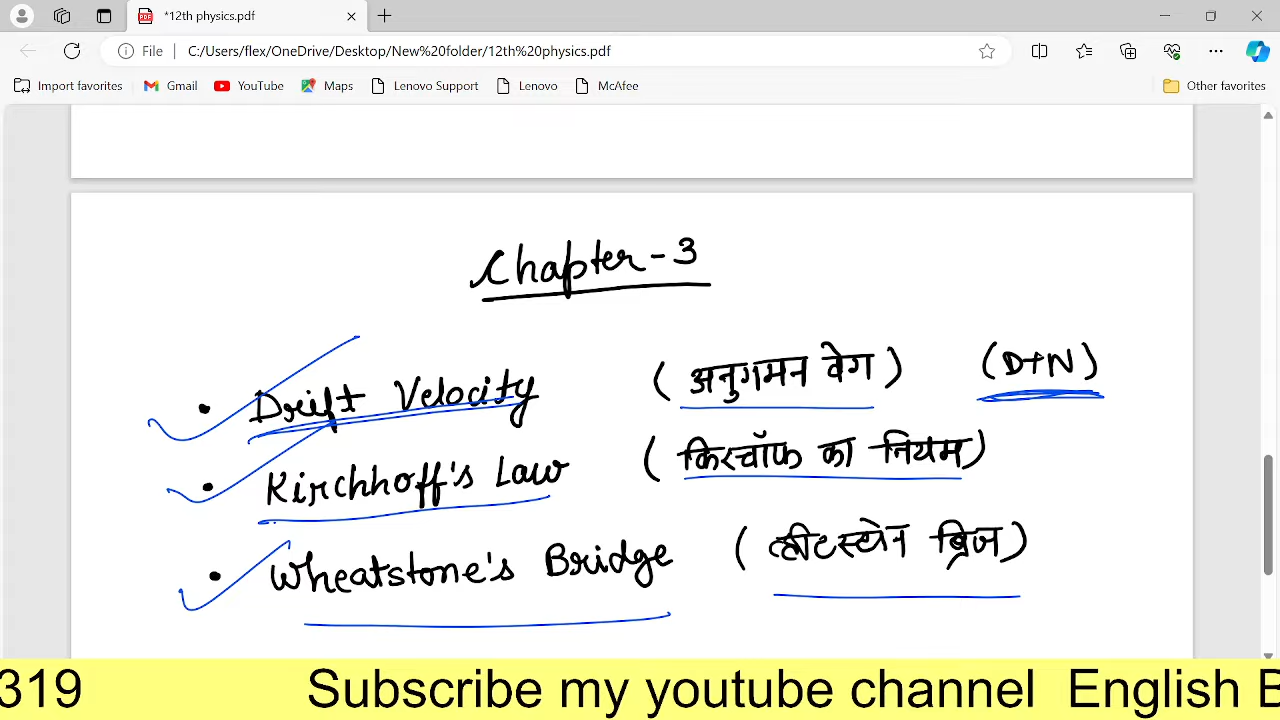 *12th physics.pdf
File C:/Users/flex/OneDrive/Desktop/New%20folder/12th%20physics.pdf
Import favorites Gmail YouTube Maps Lenovo Support Lenovo McAfee Other favorites
Chapter-3
• Drift Velocity (अनुगमन वेग) (D+N)
• Kirchhoff's Law (किरचॉफ का नियम)
• Wheatstone's Bridge (व्हीटस्टोन ब्रिज)
319 Subscribe my youtube channel English B